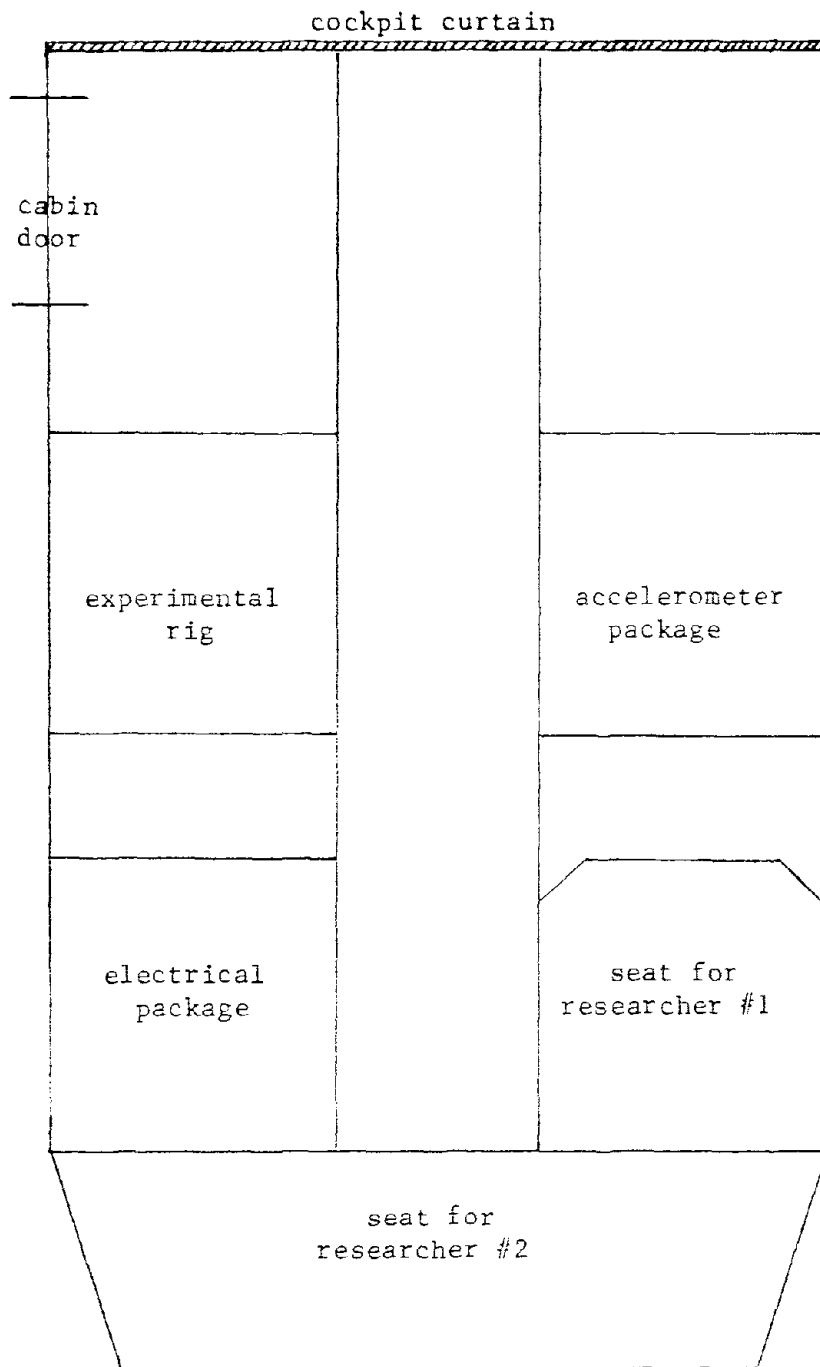 cockpit curtain
cabin
door
experimental
rig
accelerometer
package
electrical
package
seat for
researcher #1
seat for
researcher #2